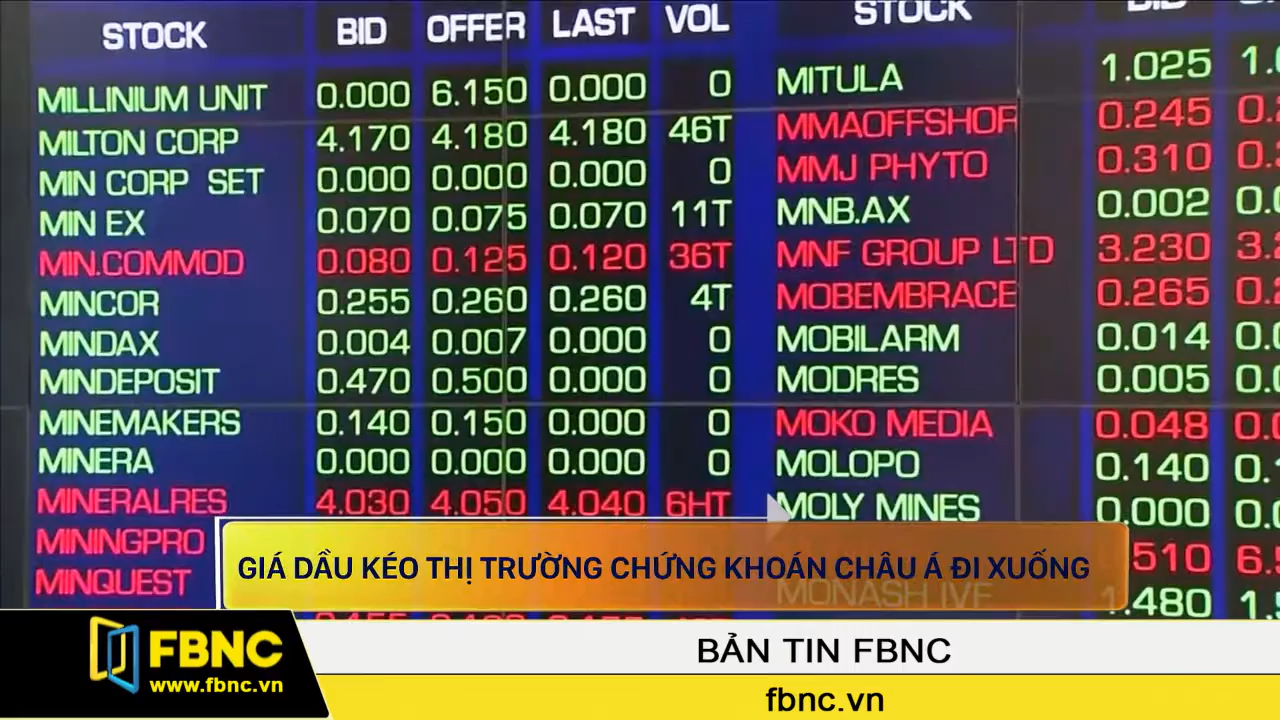 STOCK BID OFFER LAST VOL STOCK BID
MILLINIUM UNIT 0.000 6.150 0.000 0 MITULA 1.025
MILTON CORP 4.170 4.180 4.180 46T MMAOFFSHOR 0.245
MIN CORP SET 0.000 0.000 0.000 0 MMJ PHYTO 0.310
MIN EX 0.070 0.075 0.070 11T MNB.AX 0.002
MIN.COMMOD 0.080 0.125 0.120 36T MNF GROUP LTD 3.230
MINCOR 0.255 0.260 0.260 4T MOBEMBRACE 0.265
MINDAX 0.004 0.007 0.000 0 MOBILARM 0.014
MINDEPOSIT 0.470 0.500 0.000 0 MODRES 0.005
MINEMAKERS 0.140 0.150 0.000 0 MOKO MEDIA 0.048
MINERA 0.000 0.000 0.000 0 MOLOPO 0.140
MINERALRES 4.030 4.050 4.040 6HT MOLY MINES 0.000
MININGPRO
MINQUEST MONASH IVF 1.480
GIÁ DẦU KÉO THỊ TRƯỜNG CHỨNG KHOÁN CHÂU Á ĐI XUỐNG
FBNC
www.fbnc.vn
BẢN TIN FBNC
fbnc.vn